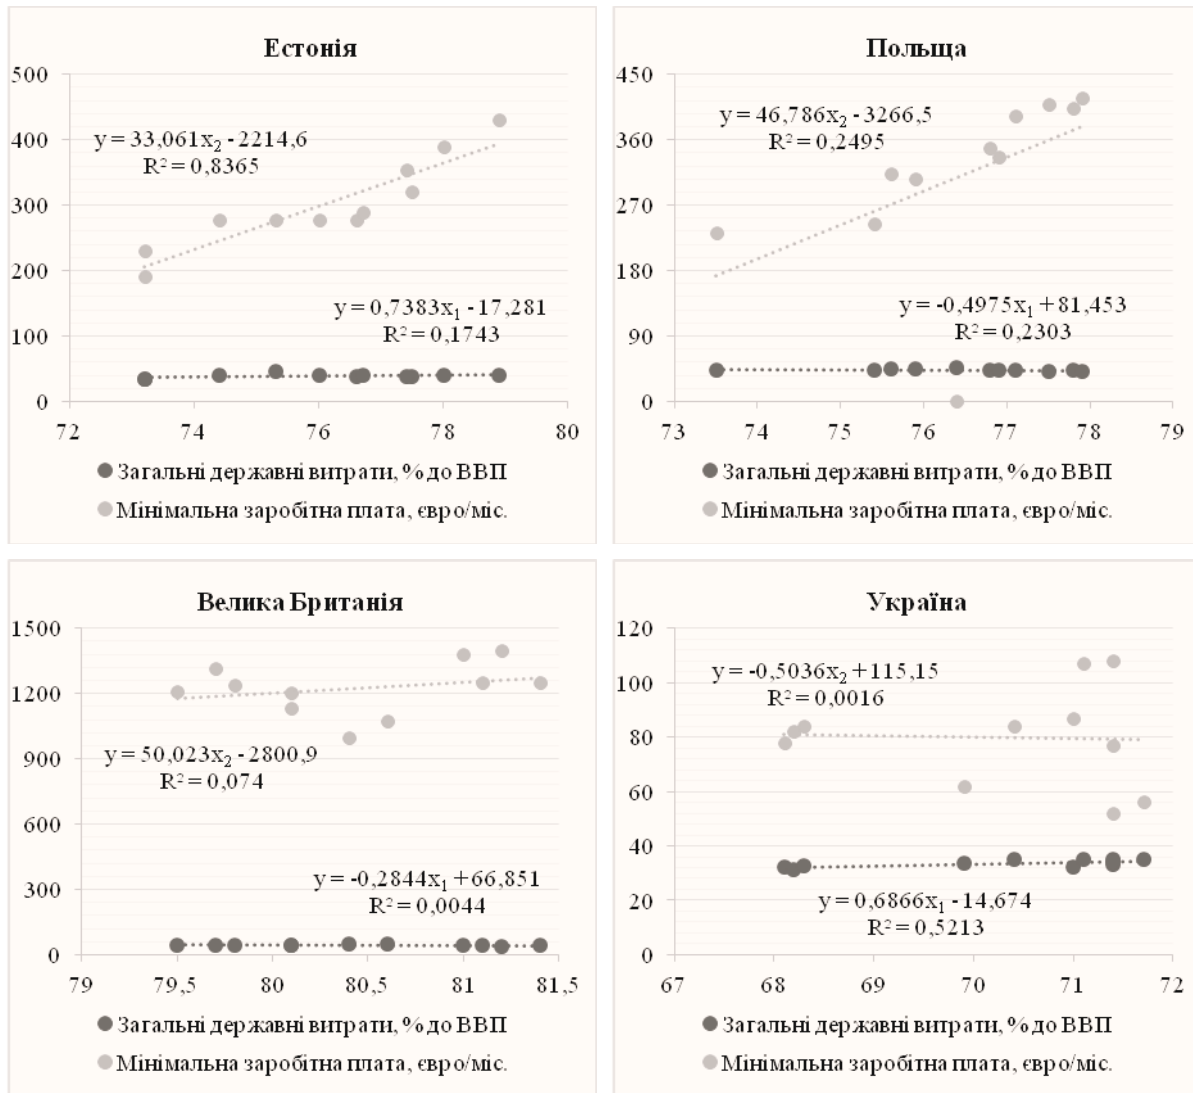 Естонія
500
400
300
200
100
0
y = 33,061x₂ - 2214,6
R² = 0,8365
y = 0,7383x₁ - 17,281
R² = 0,1743
72 74 76 78 80
Загальні державні витрати, % до ВВП
Мінімальна заробітна плата, євро/міс.
Польща
450
360
270
180
90
0
y = 46,786x₂ - 3266,5
R² = 0,2495
y = -0,4975x₁ + 81,453
R² = 0,2303
73 74 75 76 77 78 79
Загальні державні витрати, % до ВВП
Мінімальна заробітна плата, євро/міс.
Велика Британія
1500
1200
900
600
300
0
y = 50,023x₂ - 2800,9
R² = 0,074
y = -0,2844x₁ + 66,851
R² = 0,0044
79 79,5 80 80,5 81 81,5
Загальні державні витрати, % до ВВП
Мінімальна заробітна плата, євро/міс.
Україна
120
100
80
60
40
20
0
y = -0,5036x₂ + 115,15
R² = 0,0016
y = 0,6866x₁ - 14,674
R² = 0,5213
67 68 69 70 71 72
Загальні державні витрати, % до ВВП
Мінімальна заробітна плата, євро/міс.